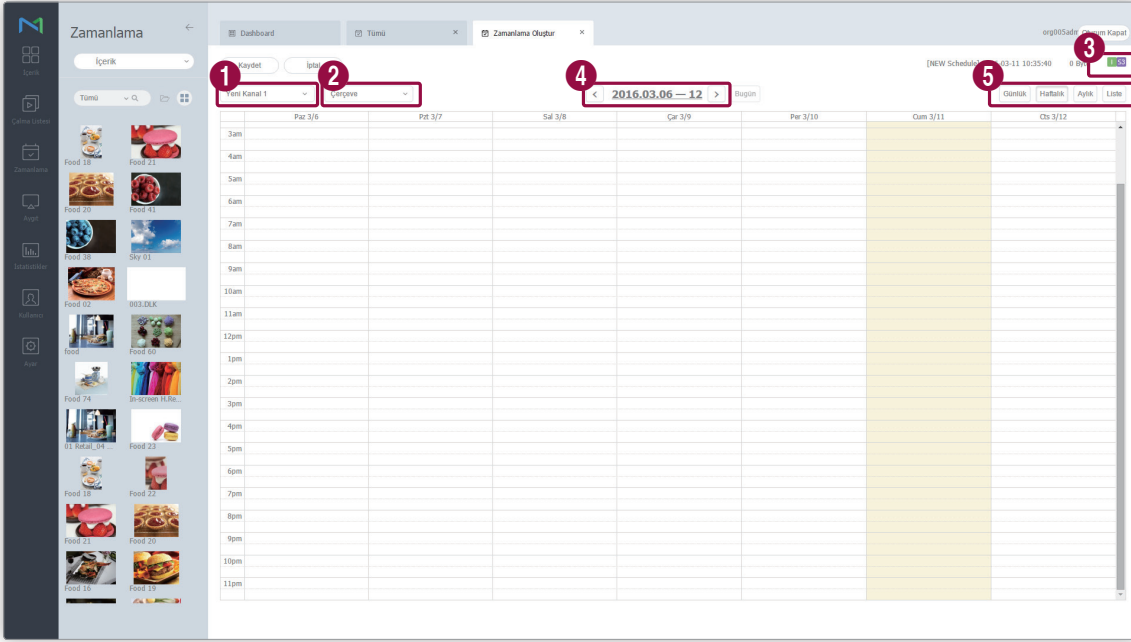 Zamanlama
İçerik
Tümü
İçerik
Çalma Listesi
Zamanlama
Aygıt
İstatistikler
Kullanıcı
Ayar
Food 18
Food 21
Food 20
Food 41
Food 38
Sky 01
Food 02
003.DLK
food
Food 60
Food 74
In-screen H.Re...
01 Retail_04 ...
Food 23
Food 18
Food 22
Food 21
Food 20
Food 16
Food 19
Dashboard
Tümü
Zamanlama Oluştur
Kapat
Kaydet
İptal
[NEW Schedule]
-03-11 10:35:40
I S3
1
2
3
4
5
Yeni Kanal 1
Çerçeve
2016.03.06 — 12
Bugün
Günlük Haftalık Aylık Liste
Paz 3/6 Pzt 3/7 Sal 3/8 Çar 3/9 Per 3/10 Cum 3/11 Cts 3/12
3am
4am
5am
6am
7am
8am
9am
10am
11am
12pm
1pm
2pm
3pm
4pm
5pm
6pm
7pm
8pm
9pm
10pm
11pm